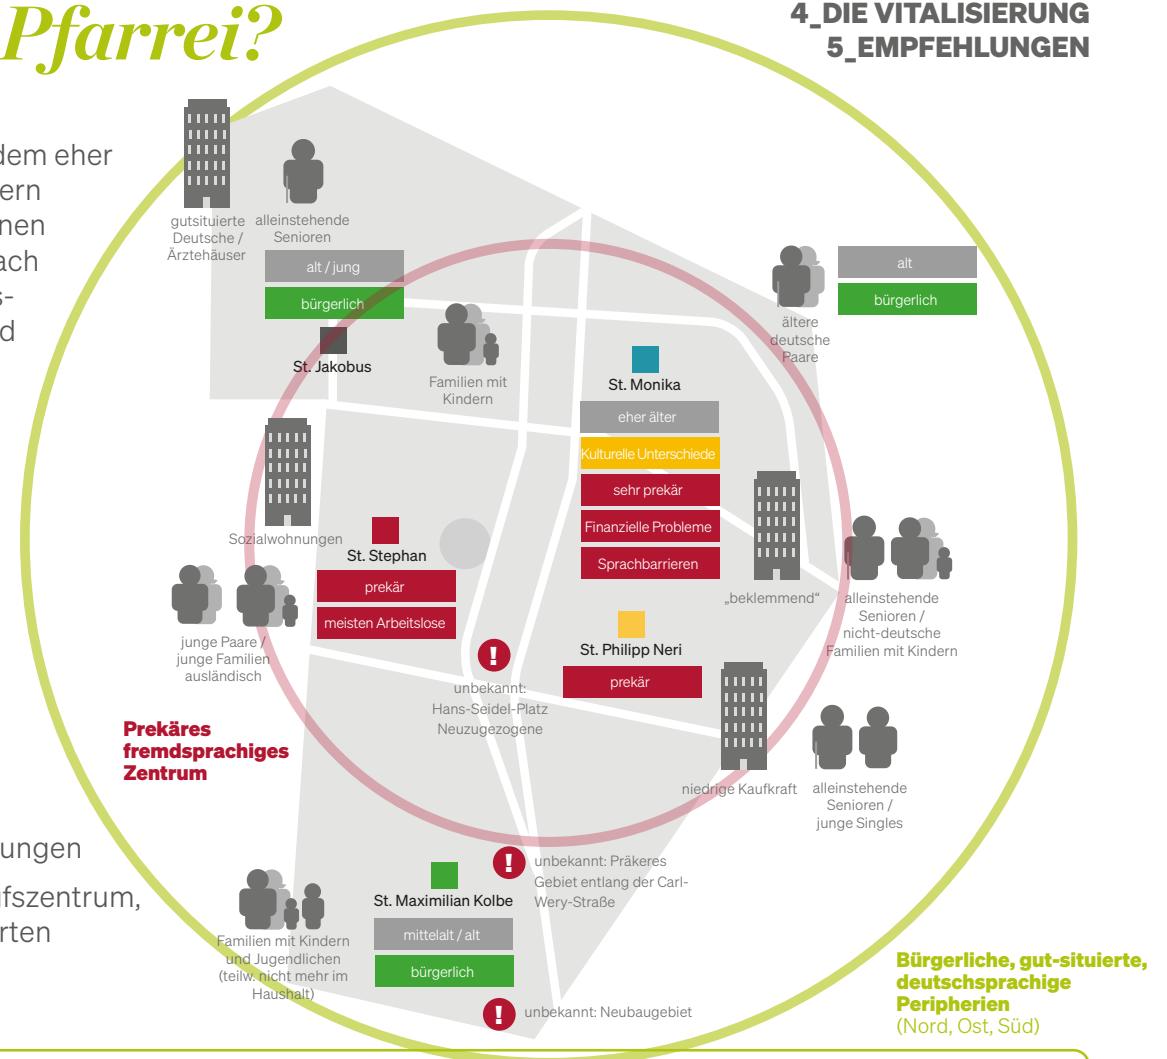 Pfarrei?
4_DIE VITALISIERUNG
5_EMPFEHLUNGEN
dem eher
ern
nen
ach
s-
d
gutsituierte
Deutsche /
Ärztehäuser
alleinstehende
Senioren
alt / jung
bürgerlich
St. Jakobus
Familien mit
Kindern
ältere
deutsche
Paare
alt
bürgerlich
St. Monika
eher älter
Kulturelle Unterschiede
sehr prekär
Finanzielle Probleme
Sprachbarrieren
Sozialwohnungen
St. Stephan
prekär
meisten Arbeitslose
junge Paare /
junge Familien
ausländisch
„beklemmend“
alleinstehende
Senioren /
nicht-deutsche
Familien mit Kindern
!
unbekannt:
Hans-Seidel-Platz
Neuzugezogene
St. Philipp Neri
prekär
Prekäres
fremdsprachiges
Zentrum
niedrige Kaufkraft
alleinstehende
Senioren /
junge Singles
ungen
fszentrum,
rten
!
unbekannt: Präkeres
Gebiet entlang der Carl-
Wery-Straße
St. Maximilian Kolbe
mittelalt / alt
bürgerlich
Familien mit Kindern
und Jugendlichen
(teilw. nicht mehr im
Haushalt)
!
unbekannt: Neubaugebiet
Bürgerliche, gut-situierte,
deutschsprachige
Peripherien
(Nord, Ost, Süd)